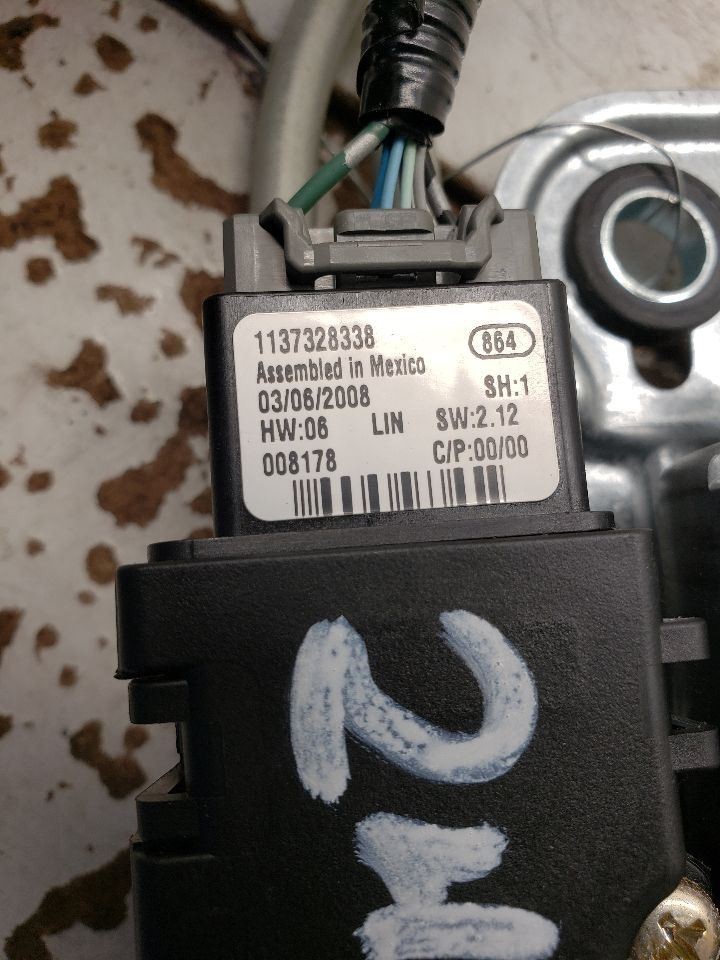 1137328338 864
Assembled in Mexico
03/06/2008 SH:1
HW:06 LIN SW:2.12
008178 C/P:00/00